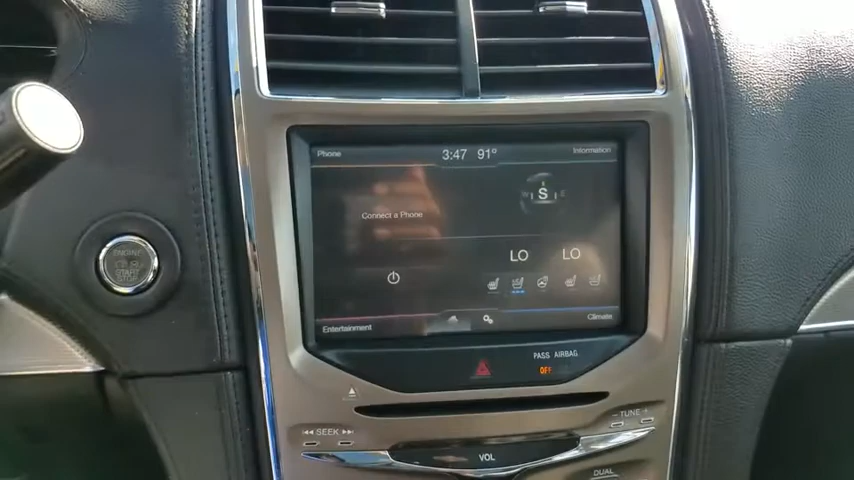 Phone
3:47 91°
Information
W S E
Connect a Phone
LO LO
ENGINE
START
STOP
Entertainment
Climate
PASS AIRBAG
OFF
TUNE +
SEEK
VOL
DUAL